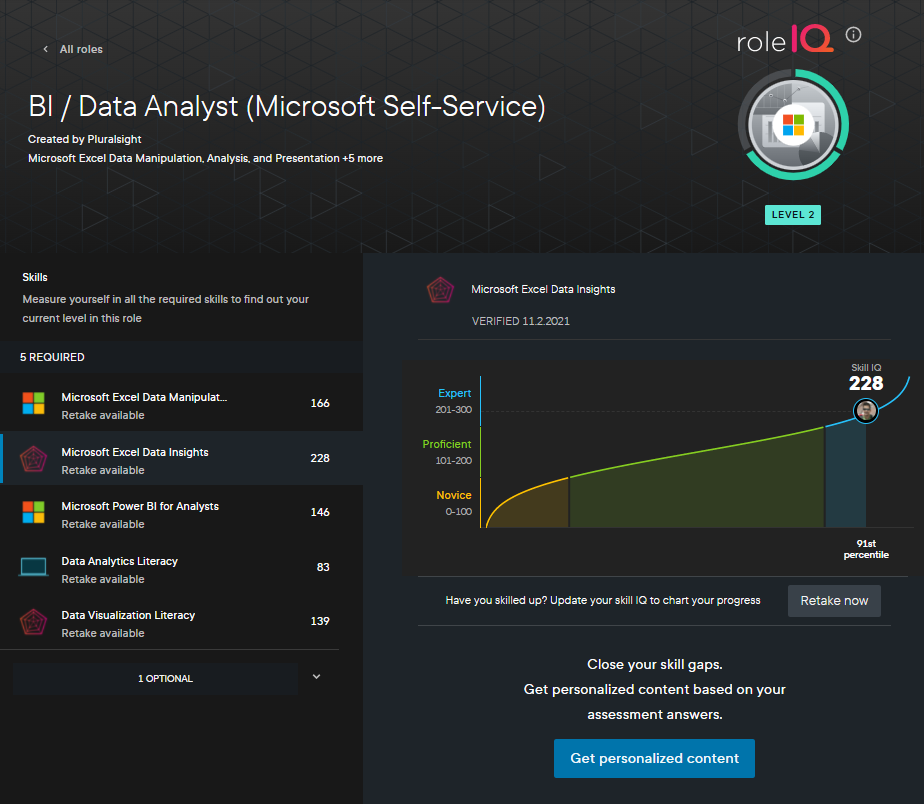 All roles
role IQ
BI / Data Analyst (Microsoft Self-Service)
Created by Pluralsight
Microsoft Excel Data Manipulation, Analysis, and Presentation +5 more
LEVEL 2
Skills
Measure yourself in all the required skills to find out your
current level in this role
5 REQUIRED
Microsoft Excel Data Manipulat...
Retake available
166
Microsoft Excel Data Insights
Retake available
228
Microsoft Power BI for Analysts
Retake available
146
Data Analytics Literacy
Retake available
83
Data Visualization Literacy
Retake available
139
1 OPTIONAL
Microsoft Excel Data Insights
VERIFIED 11.2.2021
Skill IQ
228
Expert
201-300
Proficient
101-200
Novice
0-100
91st
percentile
Have you skilled up? Update your skill IQ to chart your progress
Retake now
Close your skill gaps.
Get personalized content based on your
assessment answers.
Get personalized content